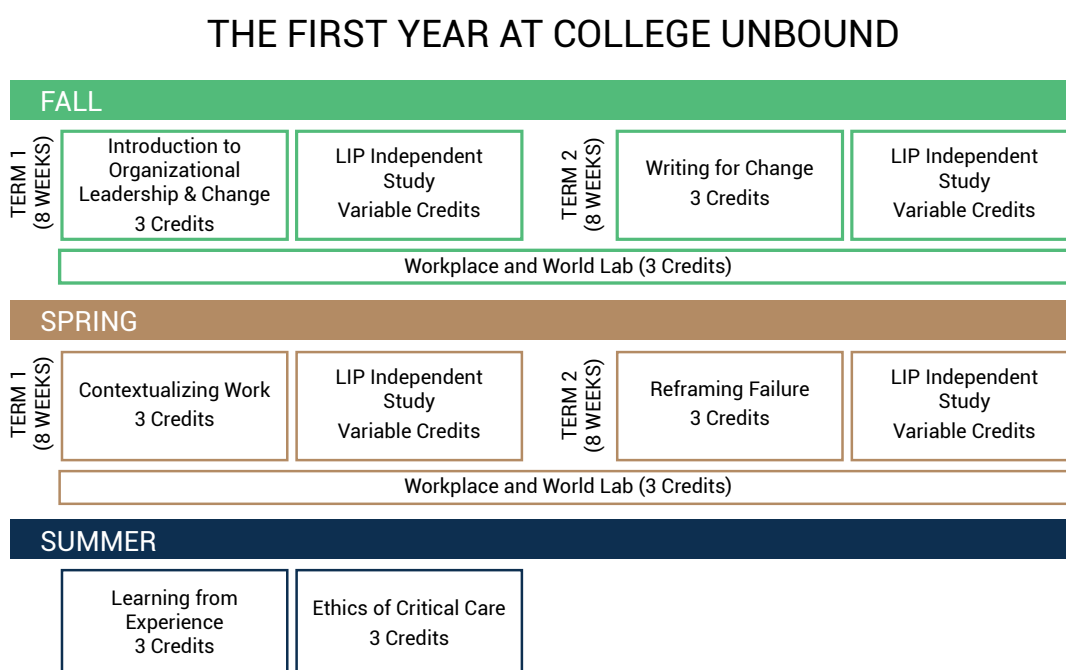 THE FIRST YEAR AT COLLEGE UNBOUND
FALL
TERM 1
(8 WEEKS)
Introduction to
Organizational
Leadership & Change
3 Credits
LIP Independent
Study
Variable Credits
TERM 2
(8 WEEKS)
Writing for Change
3 Credits
LIP Independent
Study
Variable Credits
Workplace and World Lab (3 Credits)
SPRING
TERM 1
(8 WEEKS)
Contextualizing Work
3 Credits
LIP Independent
Study
Variable Credits
TERM 2
(8 WEEKS)
Reframing Failure
3 Credits
LIP Independent
Study
Variable Credits
Workplace and World Lab (3 Credits)
SUMMER
Learning from
Experience
3 Credits
Ethics of Critical Care
3 Credits